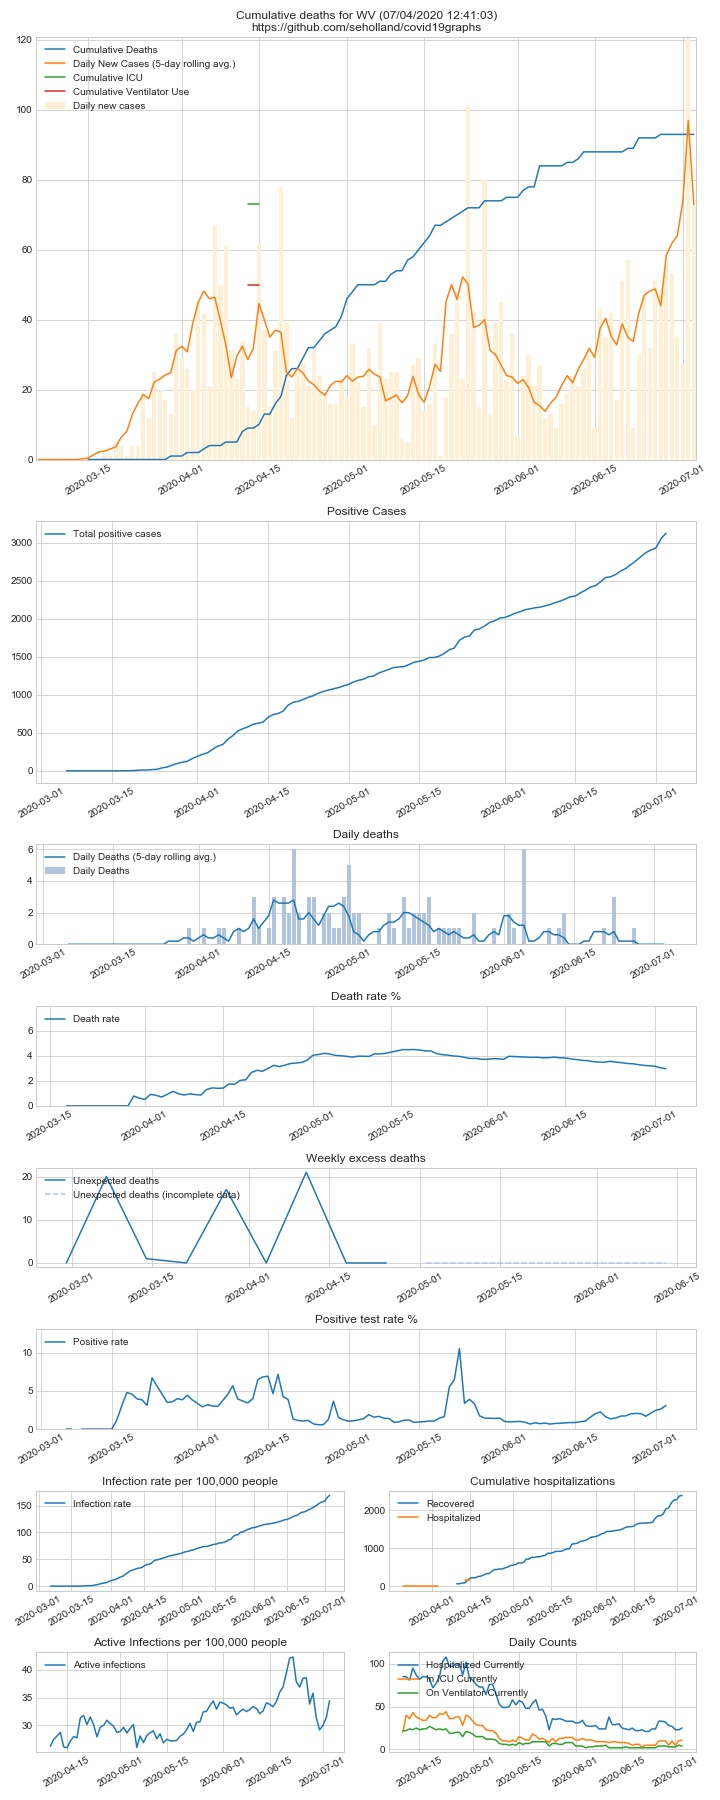 Cumulative deaths for WV (07/04/2020 12:41:03)
https://github.com/seholland/covid19graphs
Cumulative Deaths
Daily New Cases (5-day rolling avg.)
Cumulative ICU
Cumulative Ventilator Use
Daily new cases
120
100
80
60
40
20
0
2020-03-15 2020-04-01 2020-04-15 2020-05-01 2020-05-15 2020-06-01 2020-06-15 2020-07-01
Positive Cases
Total positive cases
3000
2500
2000
1500
1000
500
0
2020-03-01 2020-03-15 2020-04-01 2020-04-15 2020-05-01 2020-05-15 2020-06-01 2020-06-15 2020-07-01
Daily deaths
Daily Deaths (5-day rolling avg.)
Daily Deaths
6
4
2
0
2020-03-01 2020-03-15 2020-04-01 2020-04-15 2020-05-01 2020-05-15 2020-06-01 2020-06-15 2020-07-01
Death rate %
Death rate
6
4
2
0
2020-03-15 2020-04-01 2020-04-15 2020-05-01 2020-05-15 2020-06-01 2020-06-15 2020-07-01
Weekly excess deaths
Unexpected deaths
Unexpected deaths (incomplete data)
20
10
0
2020-03-01 2020-03-15 2020-04-01 2020-04-15 2020-05-01 2020-05-15 2020-06-01 2020-06-15
Positive test rate %
Positive rate
10
5
0
2020-03-01 2020-03-15 2020-04-01 2020-04-15 2020-05-01 2020-05-15 2020-06-01 2020-06-15 2020-07-01
Infection rate per 100,000 people
Infection rate
150
100
50
0
2020-03-01 2020-03-15 2020-04-01 2020-04-15 2020-05-01 2020-05-15 2020-06-01 2020-06-15 2020-07-01
Cumulative hospitalizations
Recovered
Hospitalized
2000
1000
0
2020-04-01 2020-04-15 2020-05-01 2020-05-15 2020-06-01 2020-06-15 2020-07-01
Active Infections per 100,000 people
Active infections
40
35
30
2020-04-15 2020-05-01 2020-05-15 2020-06-01 2020-06-15 2020-07-01
Daily Counts
Hospitalized Currently
In ICU Currently
On Ventilator Currently
100
50
0
2020-04-15 2020-05-01 2020-05-15 2020-06-01 2020-06-15 2020-07-01